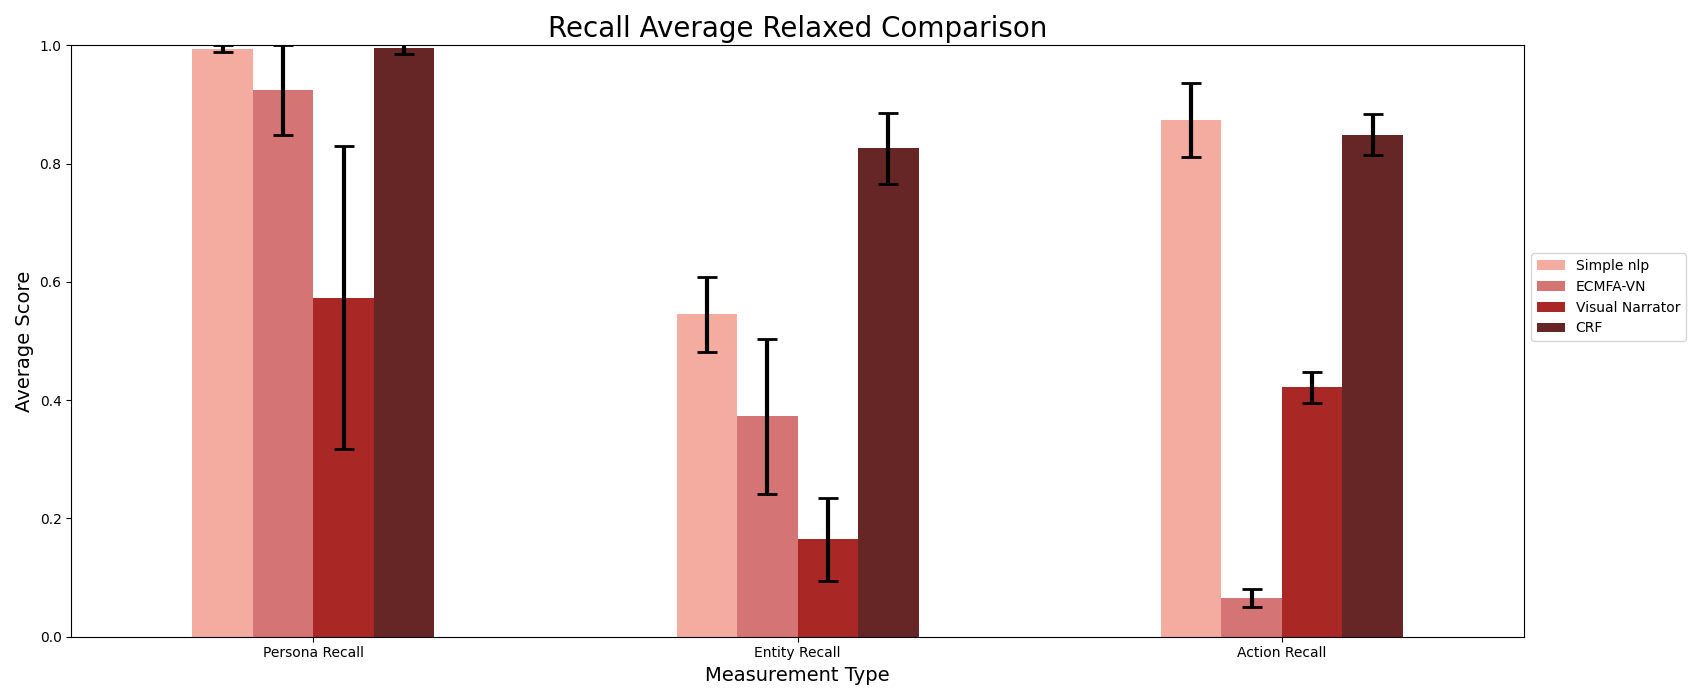 Recall Average Relaxed Comparison
Average Score
1.0
0.8
0.6
0.4
0.2
0.0
Persona Recall
Entity Recall
Action Recall
Measurement Type
Simple nlp
ECMFA-VN
Visual Narrator
CRF